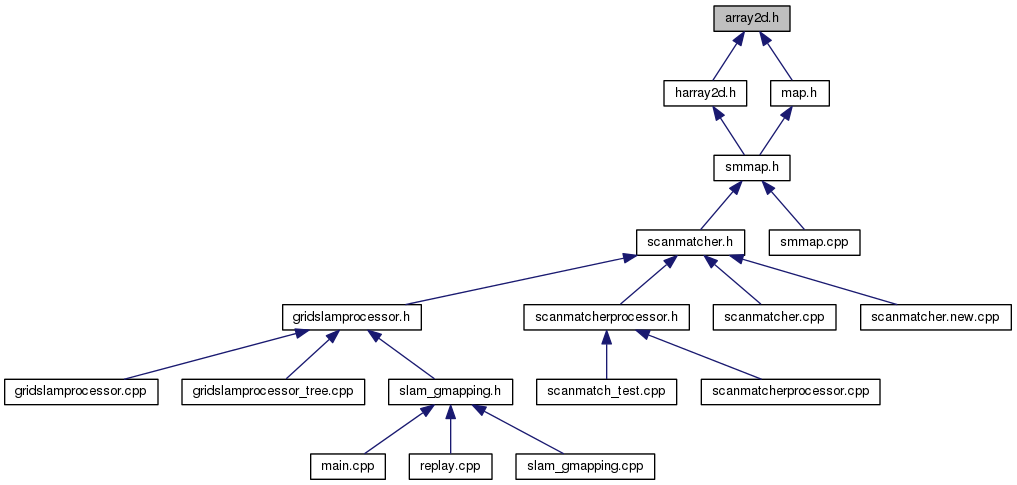 array2d.h
harray2d.h
map.h
smmap.h
scanmatcher.h
smmap.cpp
gridslamprocessor.h
scanmatcherprocessor.h
scanmatcher.cpp
scanmatcher.new.cpp
gridslamprocessor.cpp
gridslamprocessor_tree.cpp
slam_gmapping.h
scanmatch_test.cpp
scanmatcherprocessor.cpp
main.cpp
replay.cpp
slam_gmapping.cpp